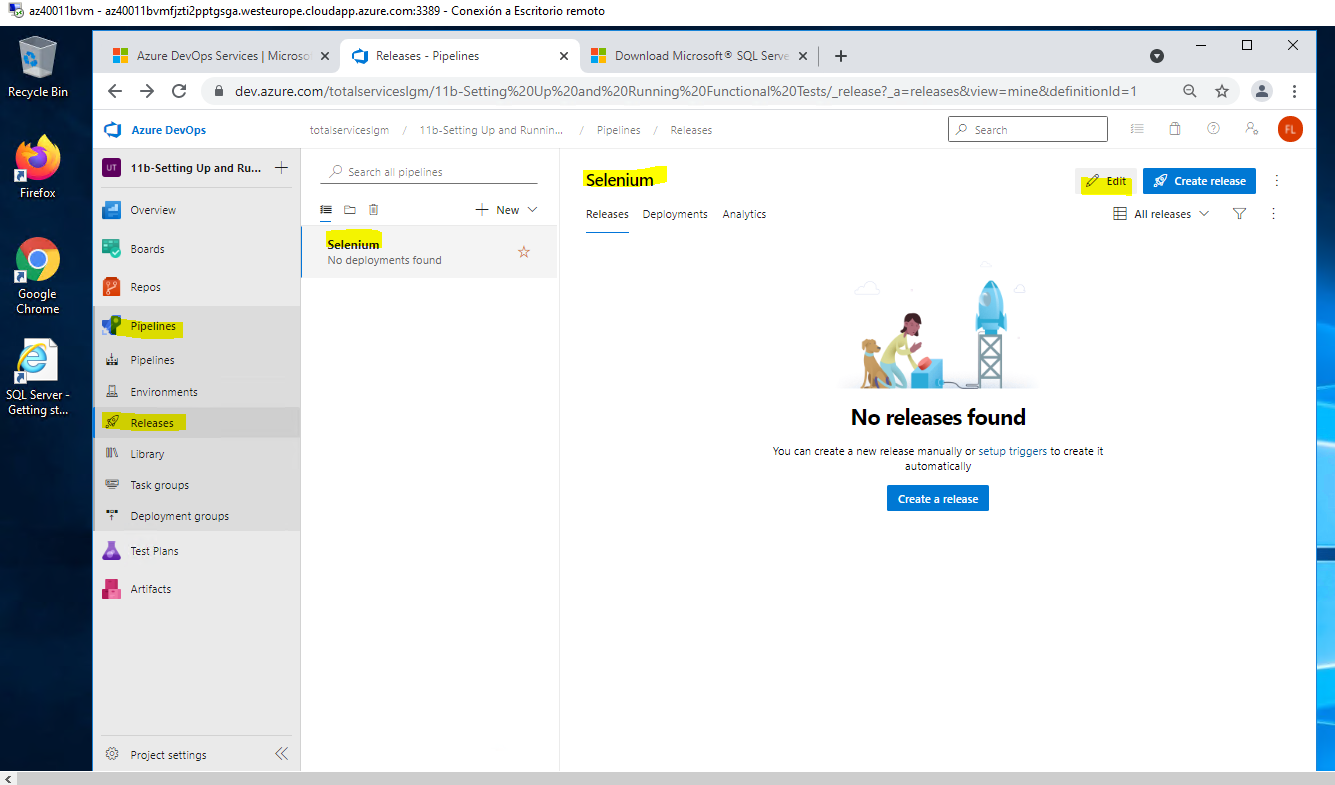 az40011bvm - az40011bvmfjzti2pptgsga.westeurope.cloudapp.azure.com:3389 - Conexión a Escritorio remoto
Recycle Bin
Firefox
Google
Chrome
SQL Server -
Getting st...
Azure DevOps Services | Microso
Releases - Pipelines
Download Microsoft® SQL Serve
dev.azure.com/totalserviceslgm/11b-Setting%20Up%20and%20Running%20Functional%20Tests/_release?_a=releases&view=mine&definitionId=1
Azure DevOps
totalserviceslgm / 11b-Setting Up and Runnin... / Pipelines / Releases
Search
FL
UT 11b-Setting Up and Ru...
Overview
Boards
Repos
Pipelines
Pipelines
Environments
Releases
Library
Task groups
Deployment groups
Test Plans
Artifacts
Project settings
Search all pipelines
New
Selenium
No deployments found
Selenium
Edit
Create release
Releases Deployments Analytics
All releases
No releases found
You can create a new release manually or setup triggers to create it
automatically
Create a release